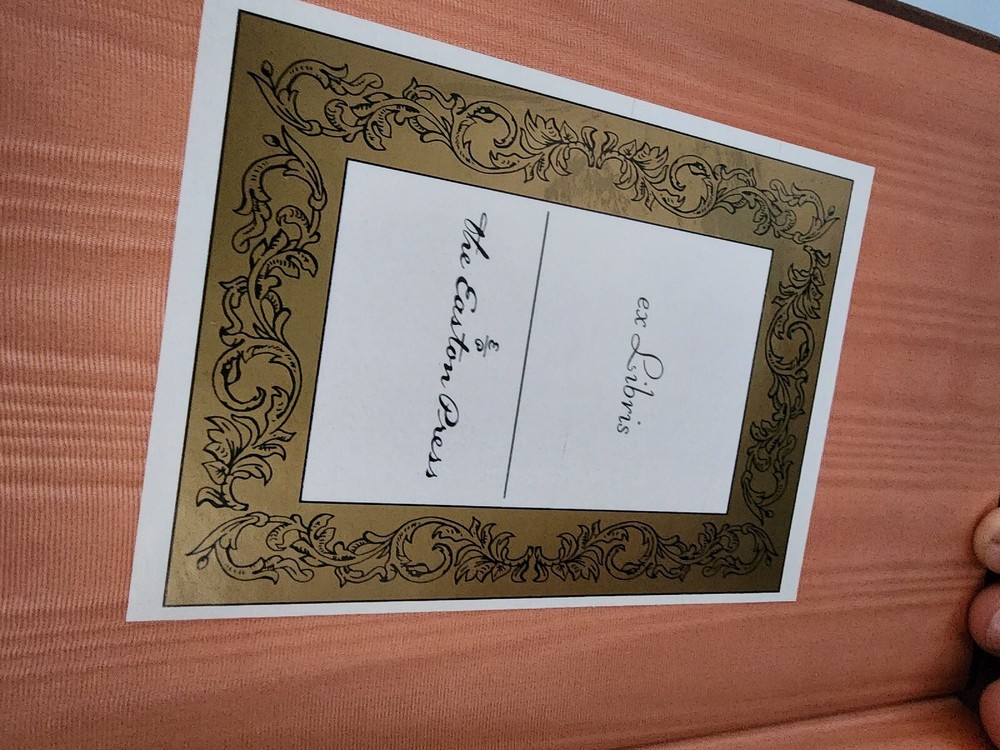 ex Libris
The Easton Press